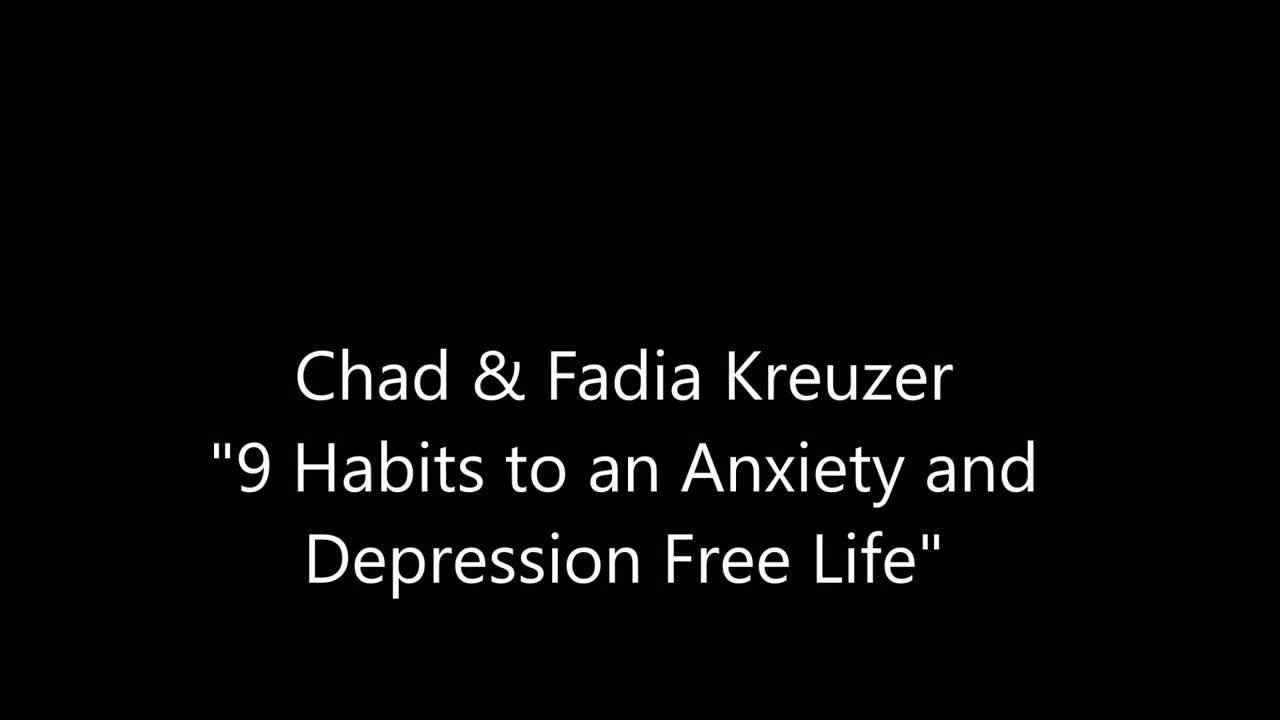 Chad & Fadia Kreuzer
"9 Habits to an Anxiety and
Depression Free Life"